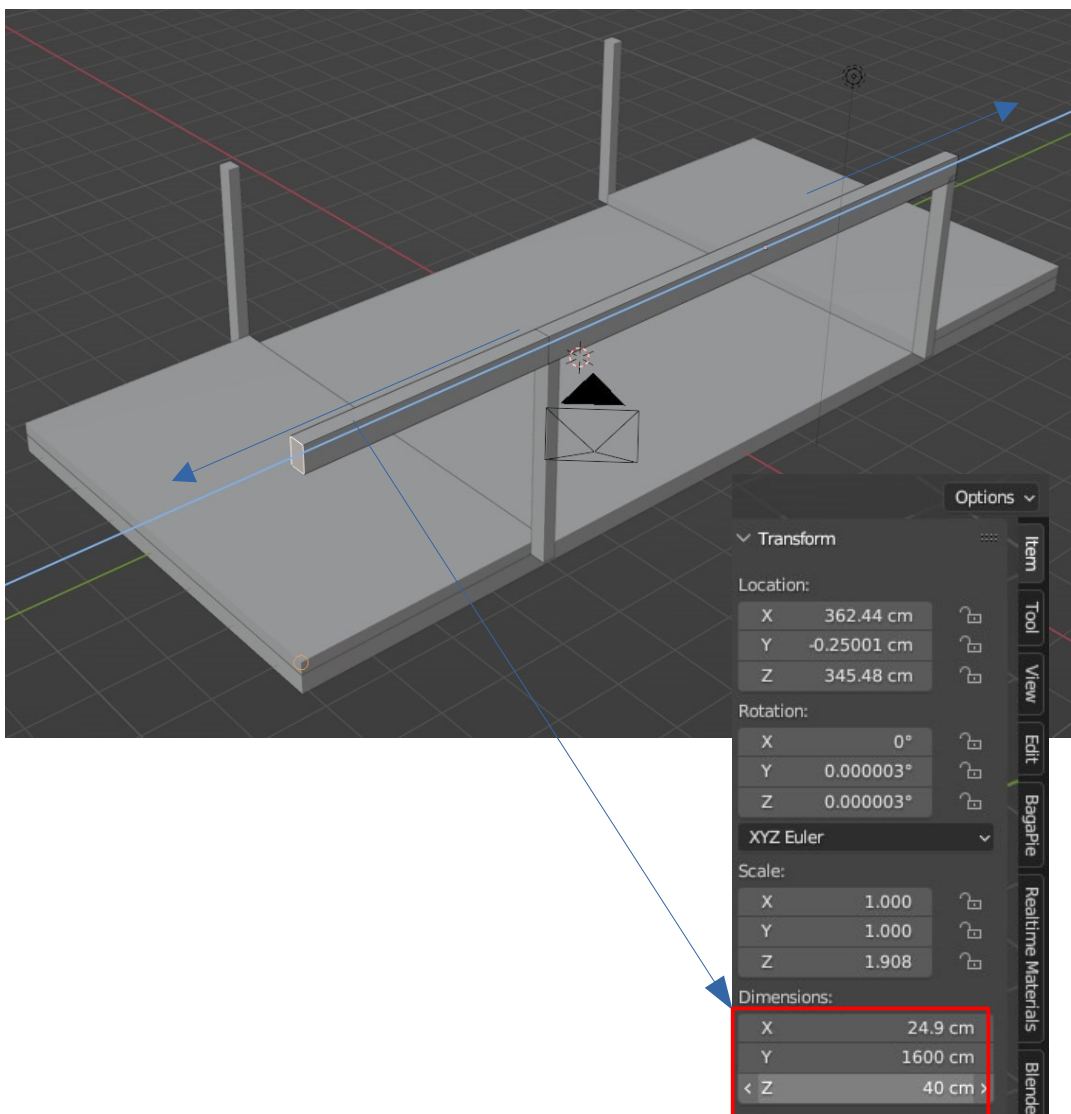 Options
Transform
Location:
X 362.44 cm
Y -0.25001 cm
Z 345.48 cm
Rotation:
X 0°
Y 0.000003°
Z 0.000003°
XYZ Euler
Scale:
X 1.000
Y 1.000
Z 1.908
Dimensions:
X 24.9 cm
Y 1600 cm
Z 40 cm
Item
Tool
View
Edit
BagaPie
Realtime Materials
Blende